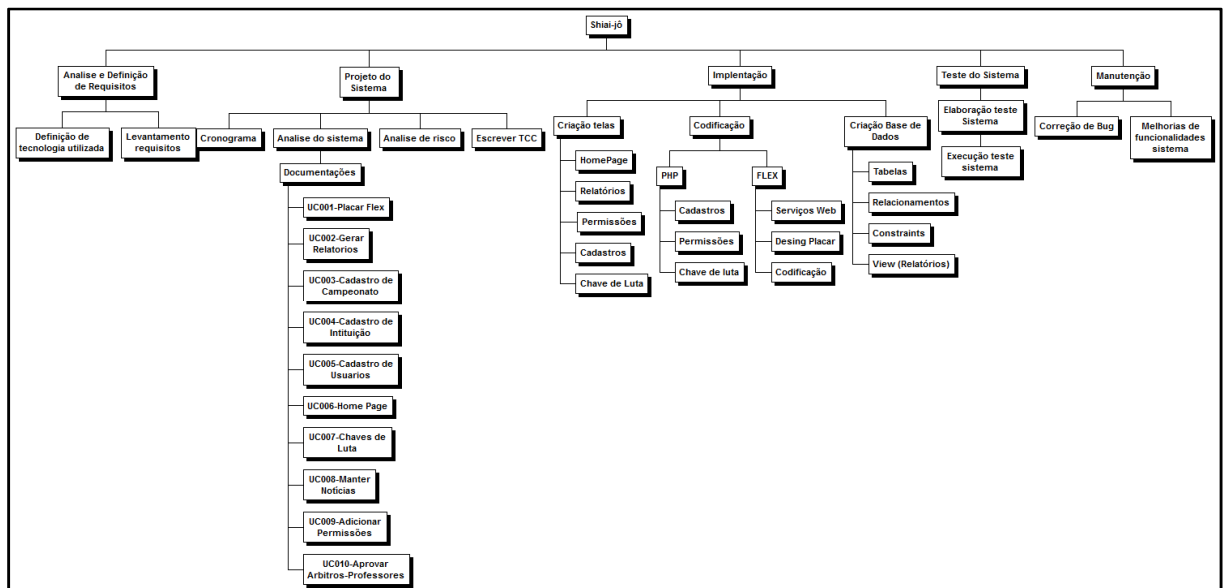 Shiai-jô
Analise e Definição
de Requisitos
Projeto do
Sistema
Implentação
Teste do Sistema
Manutenção
Definição de
tecnologia utilizada
Levantamento
requisitos
Cronograma
Analise do sistema
Analise de risco
Escrever TCC
Documentações
UC001-Placar Flex
UC002-Gerar
Relatorios
UC003-Cadastro de
Campeonato
UC004-Cadastro de
Intituição
UC005-Cadastro de
Usuarios
UC006-Home Page
UC007-Chaves de
Luta
UC008-Manter
Notícias
UC009-Adicionar
Permissões
UC010-Aprovar
Arbitros-Professores
Criação telas
HomePage
Relatórios
Permissões
Cadastros
Chave de Luta
Codificação
PHP
Cadastros
Permissões
Chave de luta
FLEX
Serviços Web
Desing Placar
Codificação
Criação Base de
Dados
Tabelas
Relacionamentos
Constraints
View (Relatórios)
Elaboração teste
Sistema
Execução teste
sistema
Correção de Bug
Melhorias de
funcionalidades
sistema